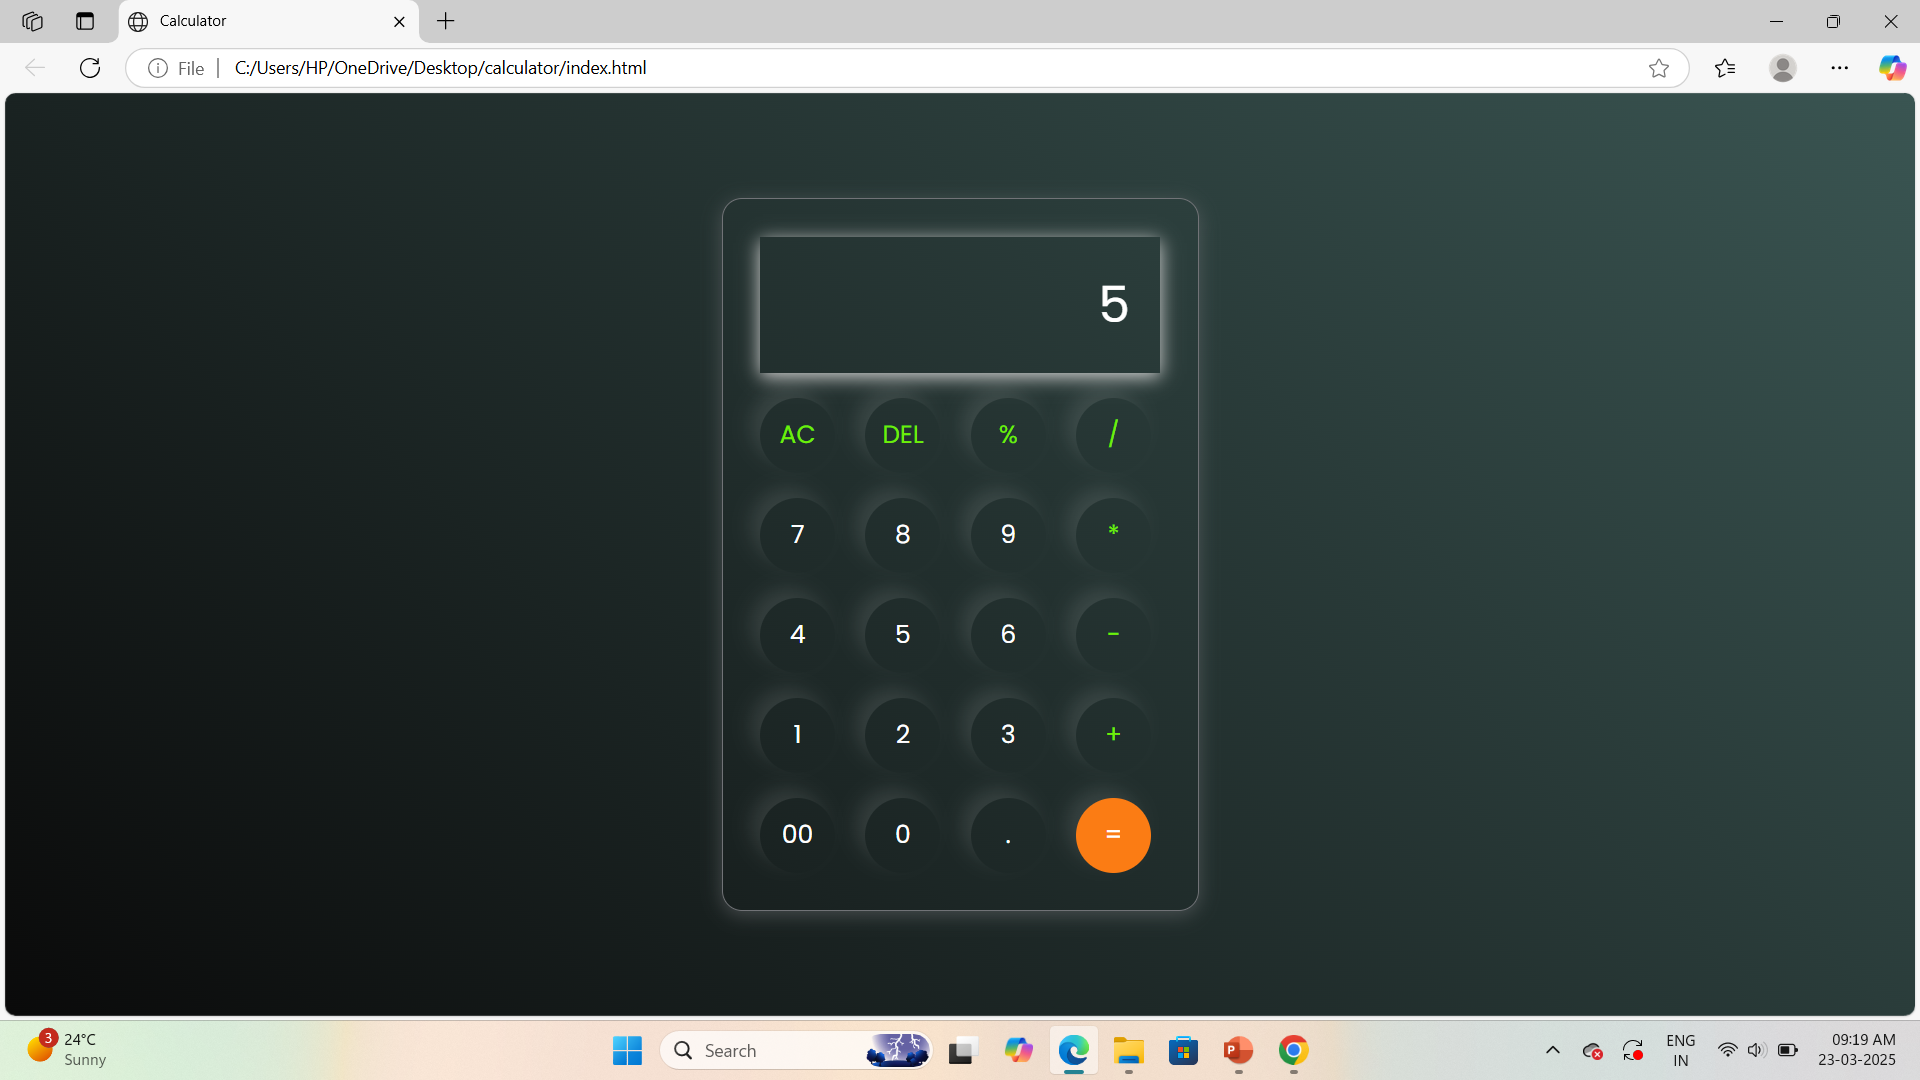 Calculator
File
C:/Users/HP/OneDrive/Desktop/calculator/index.html
5
AC DEL % /
7 8 9 *
4 5 6 -
1 2 3 +
00 0 . =
3
24°C
Sunny
Search
P
ENG
IN
09:19 AM
23-03-2025